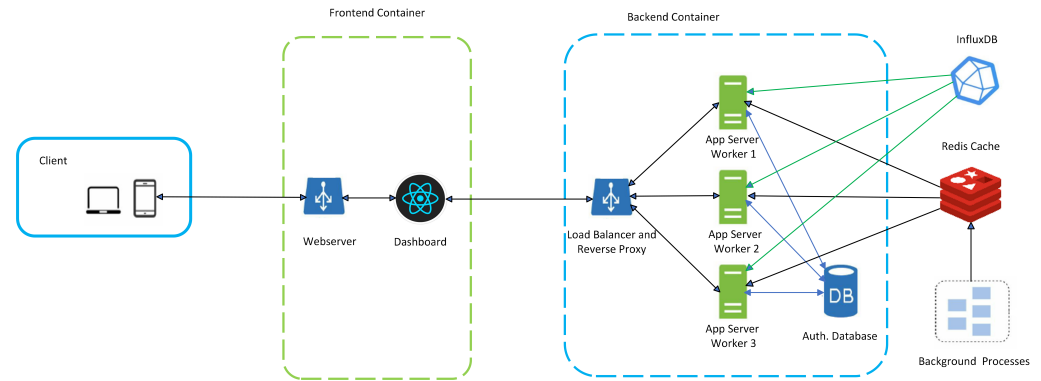 Frontend Container
Backend Container
InfluxDB
Client
App Server
Worker 1
Redis Cache
Webserver
Dashboard
Load Balancer and
Reverse Proxy
App Server
Worker 2
DB
App Server
Worker 3
Auth. Database
Background Processes